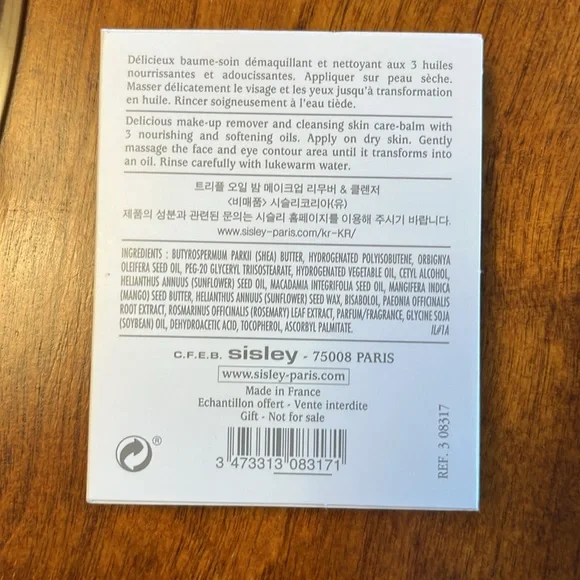 Délicieux baume-soin démaquillant et nettoyant aux 3 huiles
nourrissantes et adoucissantes. Appliquer sur peau sèche.
Masser délicatement le visage et les yeux jusqu'à transformation
en huile. Rincer soigneusement à l'eau tiède.
Delicious make-up remover and cleansing skin care-balm with
3 nourishing and softening oils. Apply on dry skin. Gently
massage the face and eye contour area until it transforms into
an oil. Rinse carefully with lukewarm water.
트리플 오일 밤 메이크업 리무버 & 클렌저
<비매품> 시슬리코리아(유)
제품의 성분과 관련된 문의는 시슬리 홈페이지를 이용해 주시기 바랍니다.
www.sisley-paris.com/kr-KR/
INGREDIENTS : BUTYROSPERMUM PARKII (SHEA) BUTTER, HYDROGENATED POLYISOBUTENE, ORBIGNYA
OLEIFERA SEED OIL, PEG-20 GLYCERYL TRIISOSTEARATE, HYDROGENATED VEGETABLE OIL, CETYL ALCOHOL,
HELIANTHUS ANNUUS (SUNFLOWER) SEED OIL, MACADAMIA INTEGRIFOLIA SEED OIL, MANGIFERA INDICA
(MANGO) SEED BUTTER, HELIANTHUS ANNUUS (SUNFLOWER) SEED WAX, BISABOLOL, PAEONIA OFFICINALIS
ROOT EXTRACT, ROSMARINUS OFFICINALIS (ROSEMARY) LEAF EXTRACT, PARFUM/FRAGRANCE, GLYCINE SOJA
(SOYBEAN) OIL, DEHYDROACETIC ACID, TOCOPHEROL, ASCORBYL PALMITATE.
IL#1A
C.F.E.B. sisley - 75008 PARIS
www.sisley-paris.com
Made in France
Echantillon offert - Vente interdite
Gift - Not for sale
®
3 473313 083171
REF. 3 08317